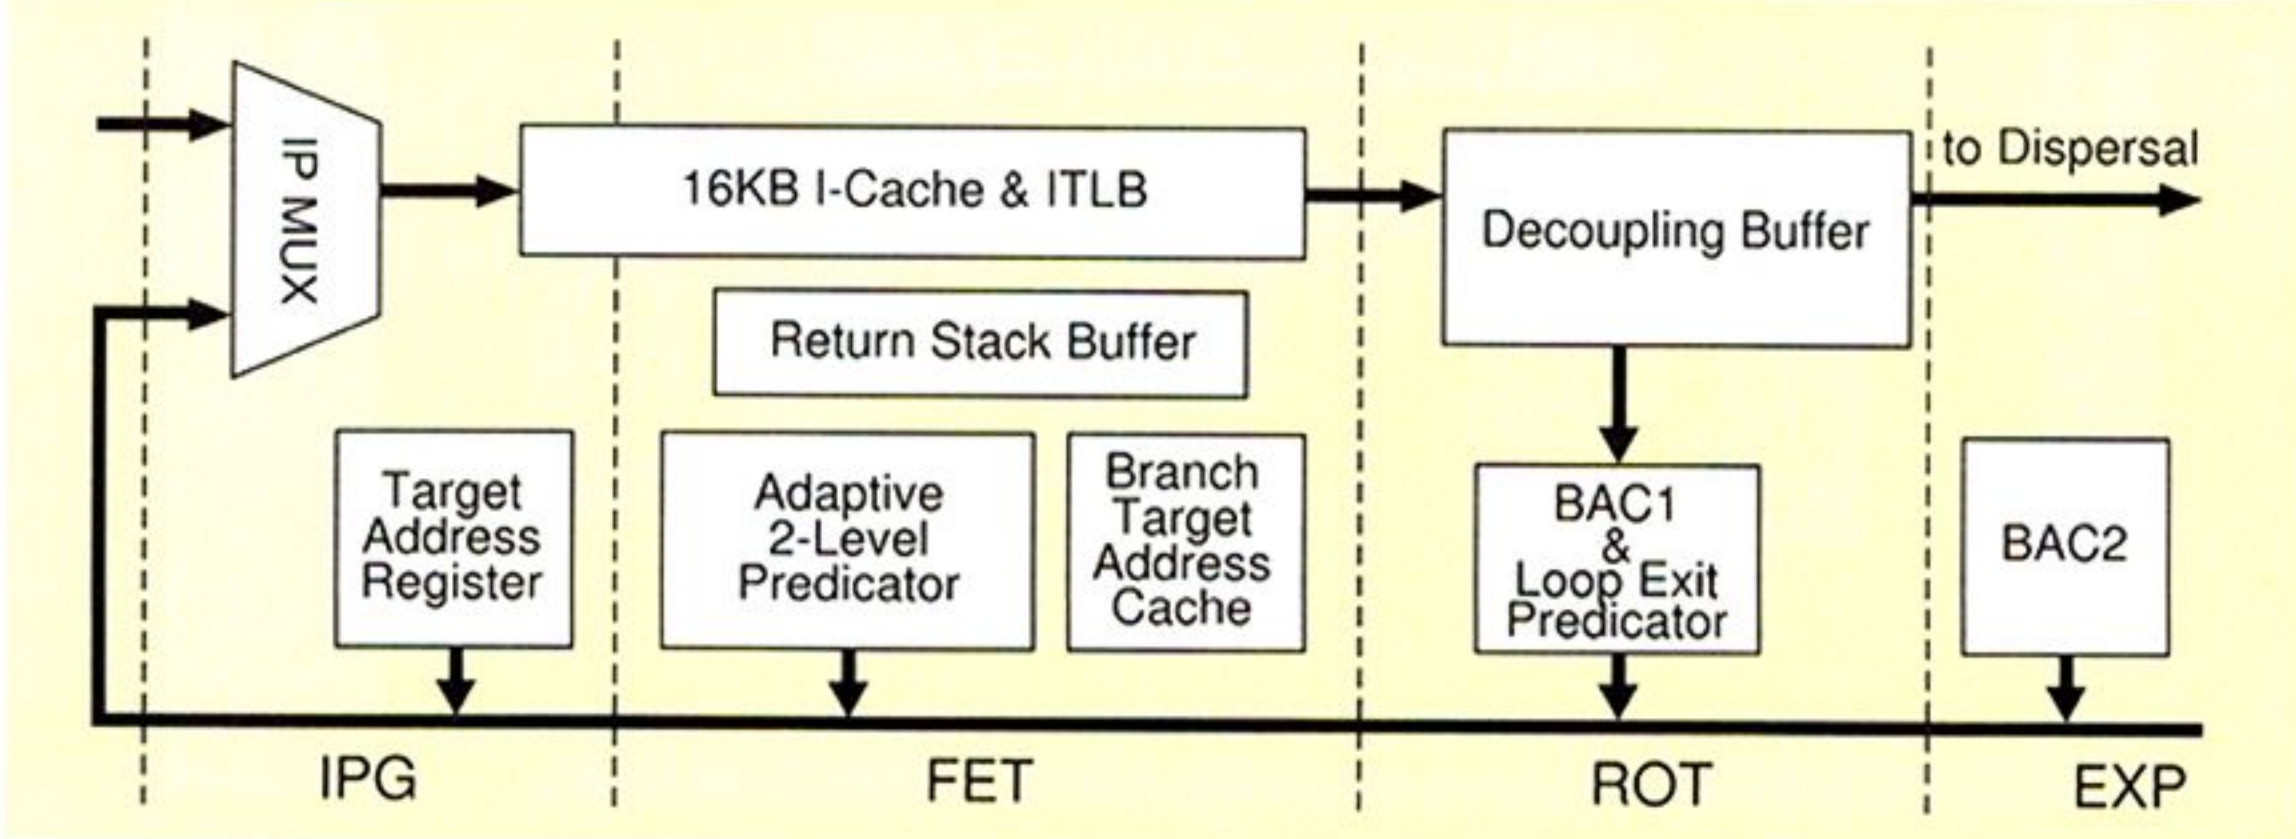 IP MUX
16KB I-Cache & ITLB
Decoupling Buffer
to Dispersal
Return Stack Buffer
Target
Address
Register
Adaptive
2-Level
Predicator
Branch
Target
Address
Cache
BAC1
&
Loop Exit
Predicator
BAC2
IPG
FET
ROT
EXP